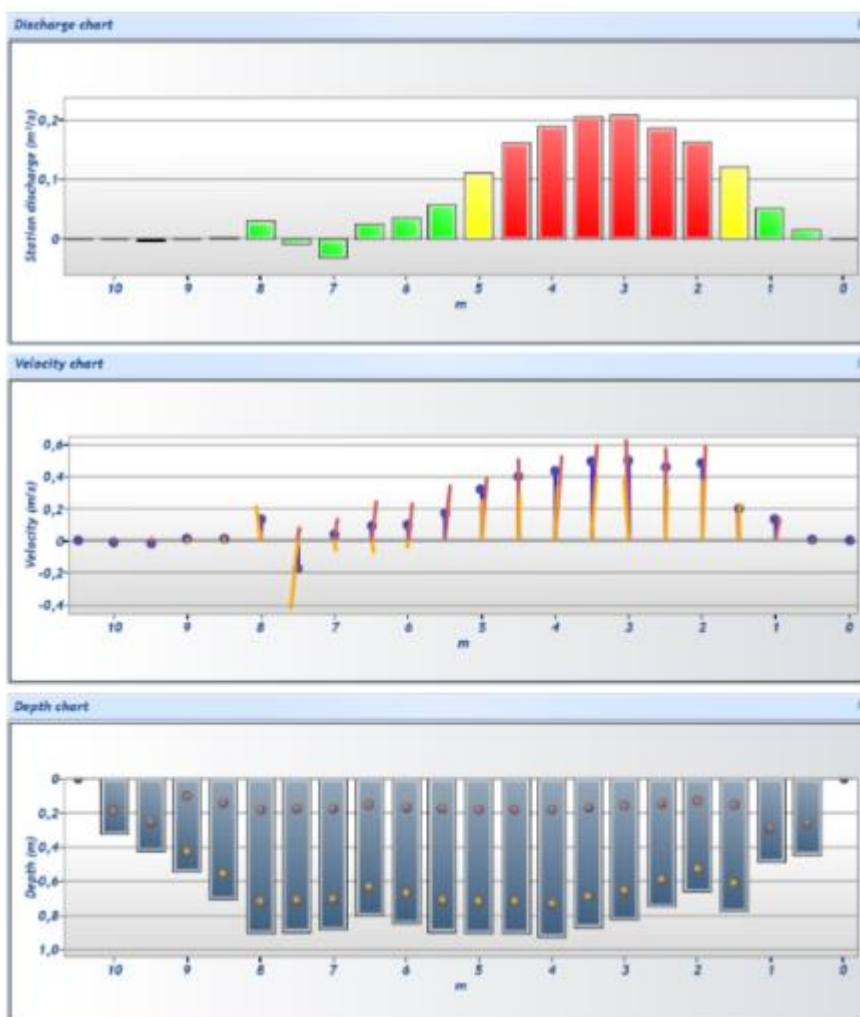 Discharge chart
Station discharge (m³/s)
0,2
0,1
0
10 9 8 7 6 5 4 3 2 1 0
m
Velocity chart
Velocity (m/s)
0,6
0,4
0,2
0
-0,2
-0,4
10 9 8 7 6 5 4 3 2 1 0
m
Depth chart
Depth (m)
0
0,2
0,4
0,6
0,8
1,0
10 9 8 7 6 5 4 3 2 1 0
m